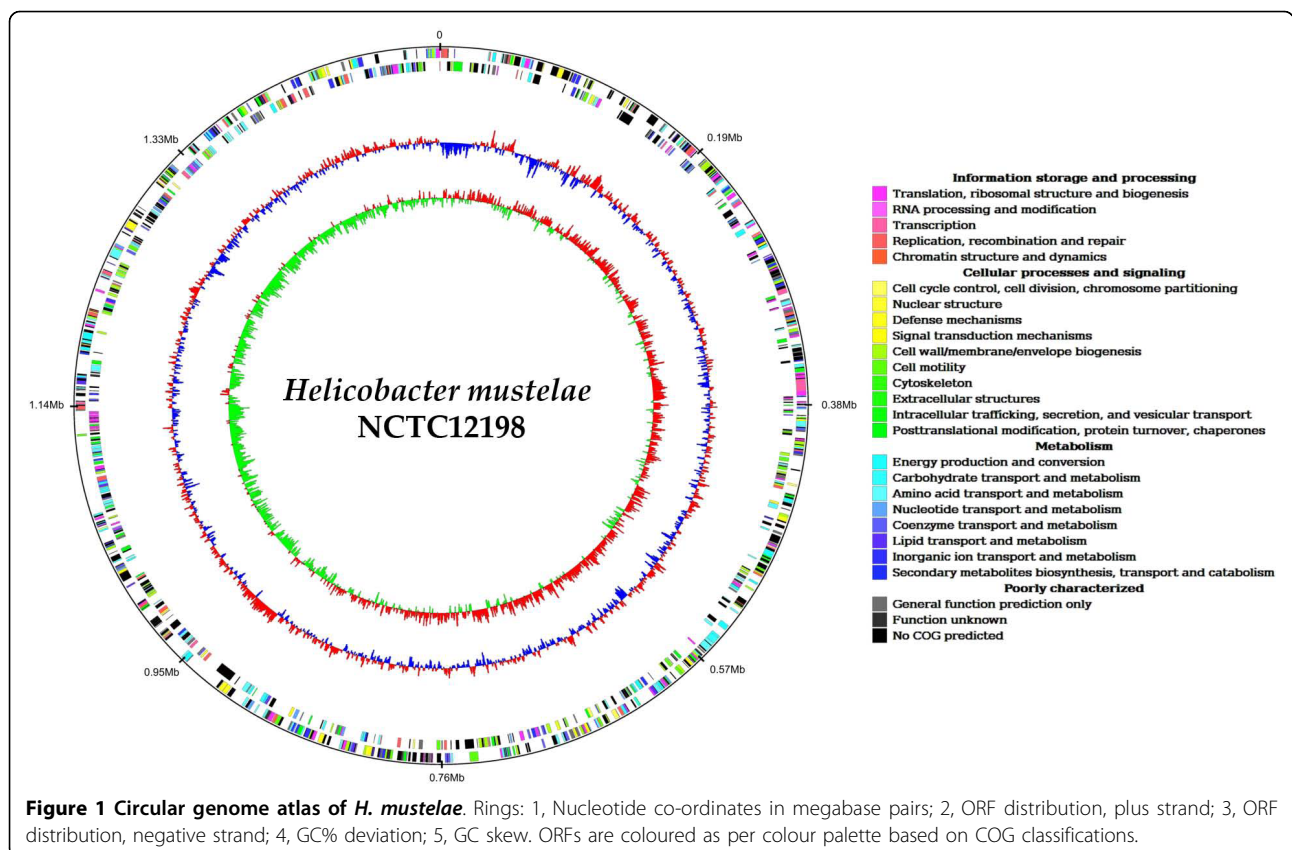 0
0.19Mb
0.38Mb
0.57Mb
0.76Mb
0.95Mb
1.14Mb
1.33Mb
Helicobacter mustelae
NCTC12198
Information storage and processing
Translation, ribosomal structure and biogenesis
RNA processing and modification
Transcription
Replication, recombination and repair
Chromatin structure and dynamics
Cellular processes and signaling
Cell cycle control, cell division, chromosome partitioning
Nuclear structure
Defense mechanisms
Signal transduction mechanisms
Cell wall/membrane/envelope biogenesis
Cell motility
Cytoskeleton
Extracellular structures
Intracellular trafficking, secretion, and vesicular transport
Posttranslational modification, protein turnover, chaperones
Metabolism
Energy production and conversion
Carbohydrate transport and metabolism
Amino acid transport and metabolism
Nucleotide transport and metabolism
Coenzyme transport and metabolism
Lipid transport and metabolism
Inorganic ion transport and metabolism
Secondary metabolites biosynthesis, transport and catabolism
Poorly characterized
General function prediction only
Function unknown
No COG predicted
Figure 1 Circular genome atlas of H. mustelae. Rings: 1, Nucleotide co-ordinates in megabase pairs; 2, ORF distribution, plus strand; 3, ORF
distribution, negative strand; 4, GC% deviation; 5, GC skew. ORFs are coloured as per colour palette based on COG classifications.